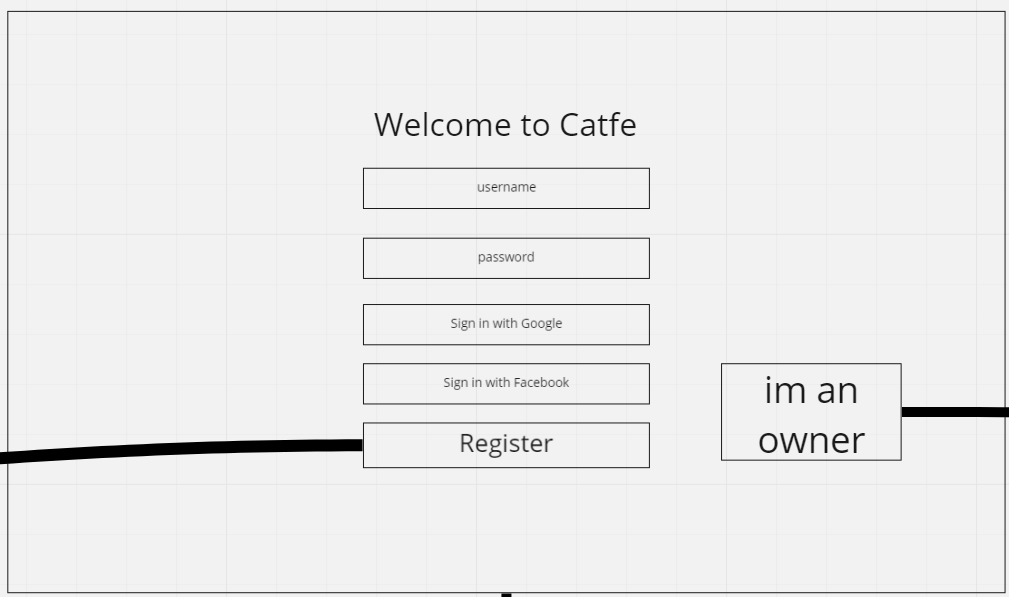 Welcome to Catfe
username
password
Sign in with Google
Sign in with Facebook
Register
im an
owner